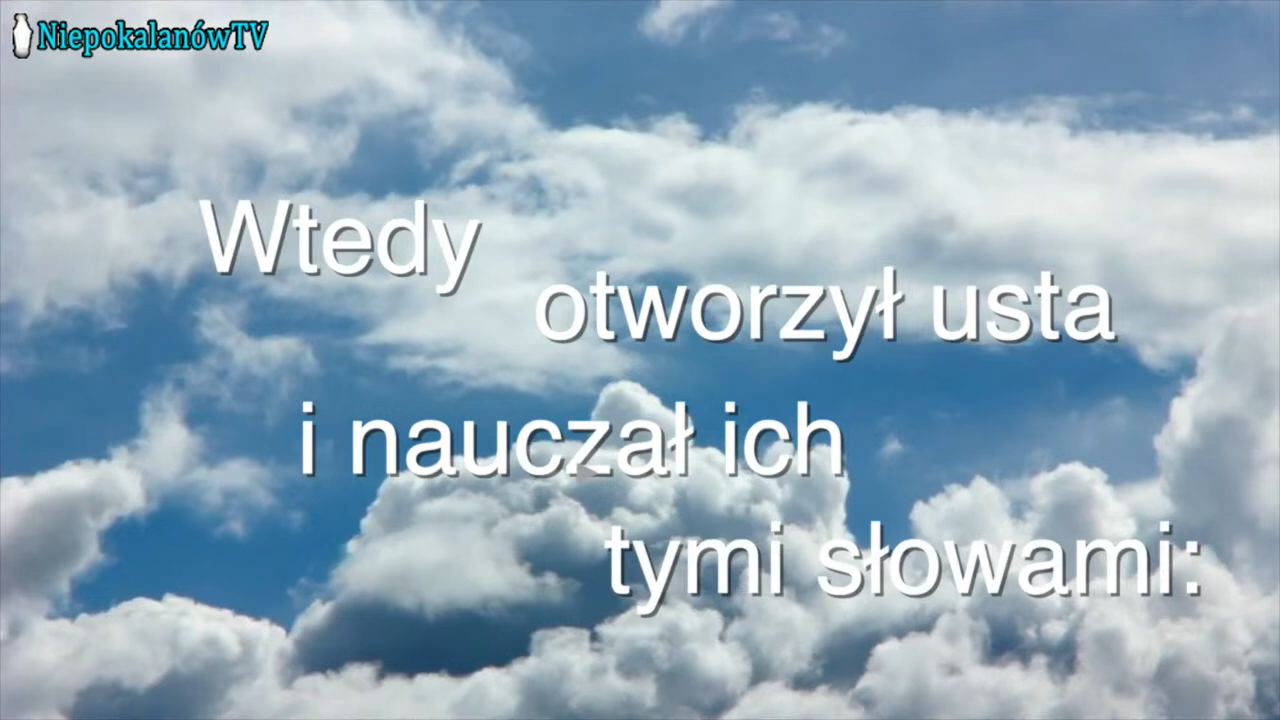 NiepokalanówTV
Wtedy
otworzył usta
i nauczał ich
tymi słowami: